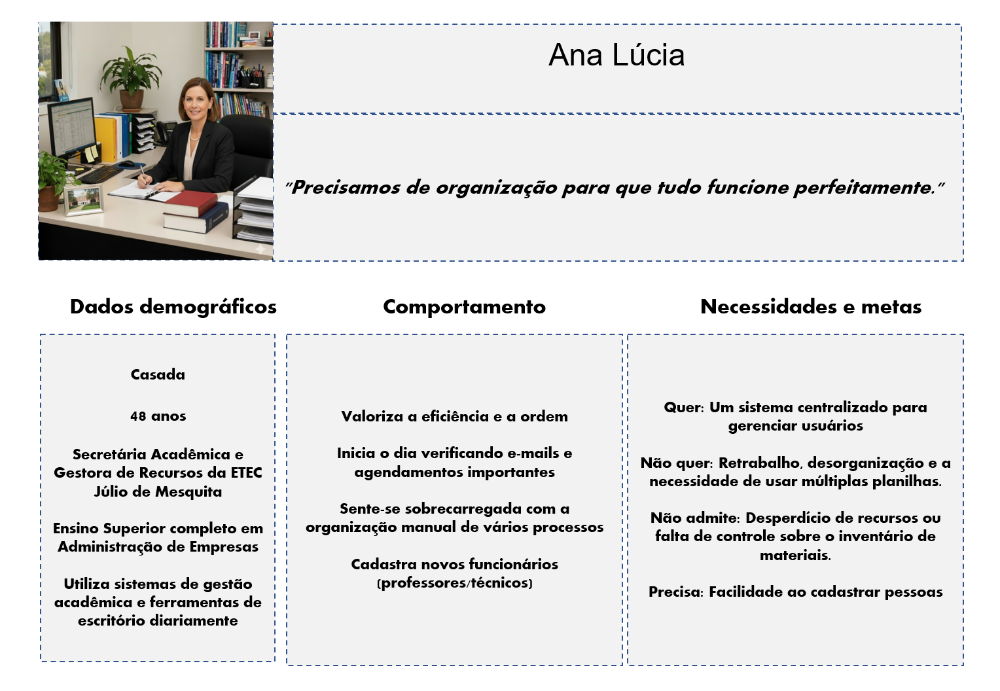 Ana Lúcia
"Precisamos de organização para que tudo funcione perfeitamente."
Dados demográficos
Casada
48 anos
Secretária Acadêmica e
Gestora de Recursos da ETEC
Júlio de Mesquita
Ensino Superior completo em
Administração de Empresas
Utiliza sistemas de gestão
acadêmica e ferramentas de
escritório diariamente
Comportamento
Valoriza a eficiência e a ordem
Inicia o dia verificando e-mails e
agendamentos importantes
Sente-se sobrecarregada com a
organização manual de vários processos
Cadastra novos funcionários
(professores/técnicos)
Necessidades e metas
Quer: Um sistema centralizado para
gerenciar usuários
Não quer: Retrabalho, desorganização e a
necessidade de usar múltiplas planilhas.
Não admite: Desperdício de recursos ou
falta de controle sobre o inventário de
materiais.
Precisa: Facilidade ao cadastrar pessoas